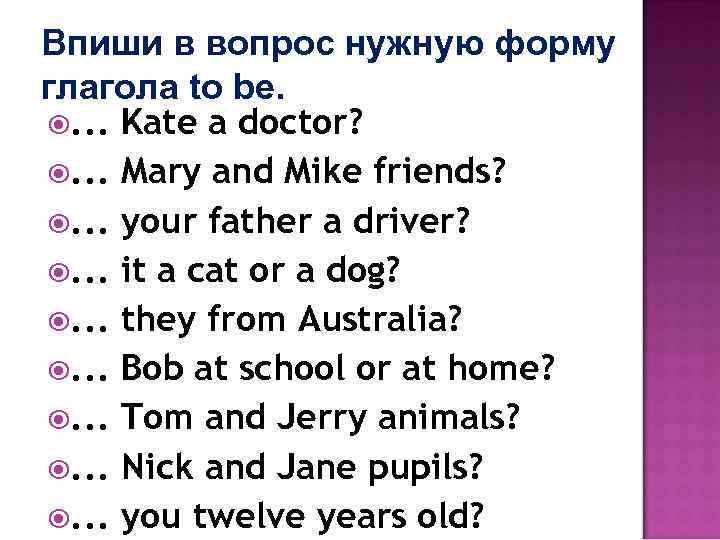 Впиши в вопрос нужную форму
глагола to be.
... Kate a doctor?
... Mary and Mike friends?
... your father a driver?
... it a cat or a dog?
... they from Australia?
... Bob at school or at home?
... Tom and Jerry animals?
... Nick and Jane pupils?
... you twelve years old?